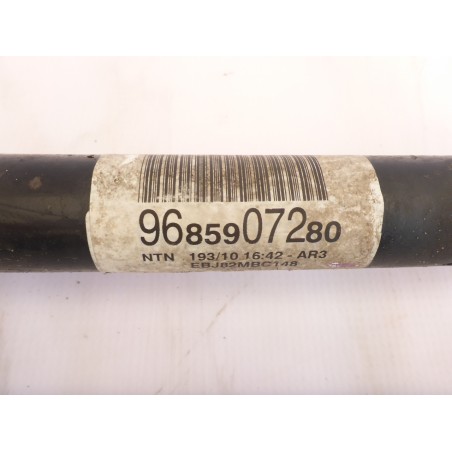 9685907280
NTN 193/10 16:42 - AR3
EBJ82MBC148